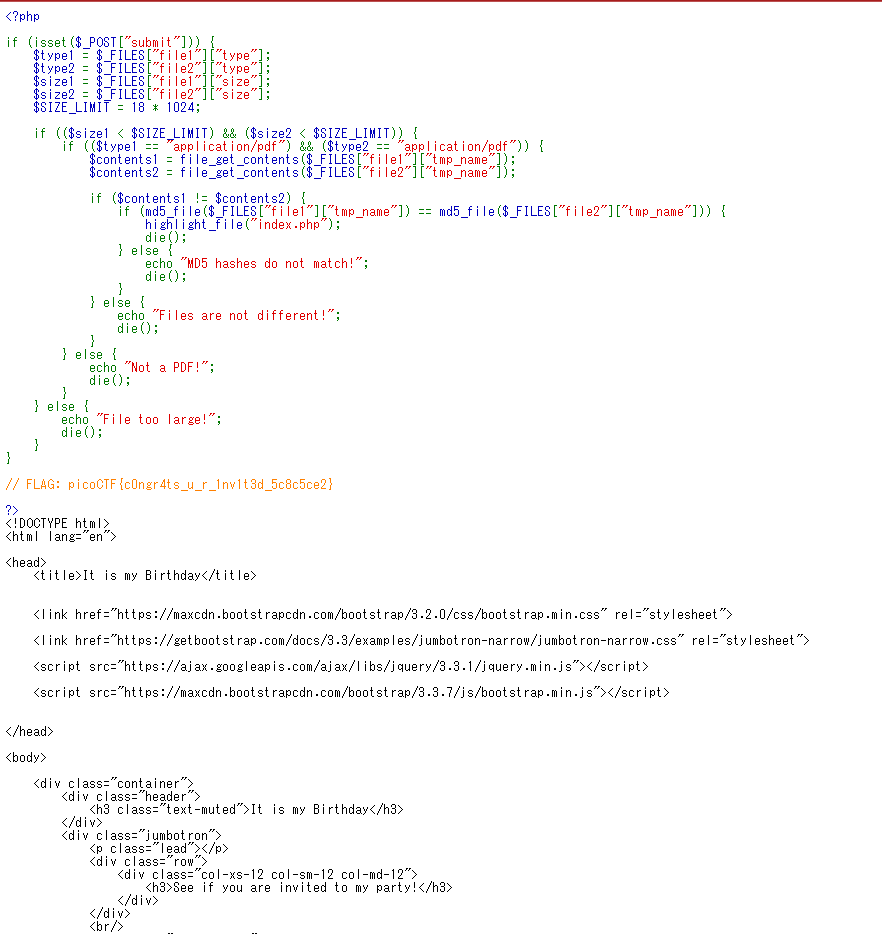 <?php

if (isset($_POST["submit"])) {
    $type1 = $_FILES["file1"]["type"];
    $type2 = $_FILES["file2"]["type"];
    $size1 = $_FILES["file1"]["size"];
    $size2 = $_FILES["file2"]["size"];
    $SIZE_LIMIT = 18 * 1024;

    if (($size1 < $SIZE_LIMIT) && ($size2 < $SIZE_LIMIT)) {
        if (($type1 == "application/pdf") && ($type2 == "application/pdf")) {
            $contents1 = file_get_contents($_FILES["file1"]["tmp_name"]);
            $contents2 = file_get_contents($_FILES["file2"]["tmp_name"]);

            if ($contents1 != $contents2) {
                if (md5_file($_FILES["file1"]["tmp_name"]) == md5_file($_FILES["file2"]["tmp_name"])) {
                    highlight_file("index.php");
                    die();
                } else {
                    echo "MD5 hashes do not match!";
                    die();
                }
            } else {
                echo "Files are not different!";
                die();
            }
        } else {
            echo "Not a PDF!";
            die();
        }
    } else {
        echo "File too large!";
        die();
    }
}

// FLAG: picoCTF{c0ngr4ts_u_r_1nv1t3d_5c8c5ce2}

?>
<!DOCTYPE html>
<html lang="en">

<head>
    <title>It is my Birthday</title>


    <link href="https://maxcdn.bootstrapcdn.com/bootstrap/3.2.0/css/bootstrap.min.css" rel="stylesheet">

    <link href="https://getbootstrap.com/docs/3.3/examples/jumbotron-narrow/jumbotron-narrow.css" rel="stylesheet">

    <script src="https://ajax.googleapis.com/ajax/libs/jquery/3.3.1/jquery.min.js"></script>

    <script src="https://maxcdn.bootstrapcdn.com/bootstrap/3.3.7/js/bootstrap.min.js"></script>


</head>

<body>

    <div class="container">
        <div class="header">
            <h3 class="text-muted">It is my Birthday</h3>
        </div>
        <div class="jumbotron">
            <p class="lead"></p>
            <div class="row">
                <div class="col-xs-12 col-sm-12 col-md-12">
                    <h3>See if you are invited to my party!</h3>
                </div>
            </div>
            <br/>